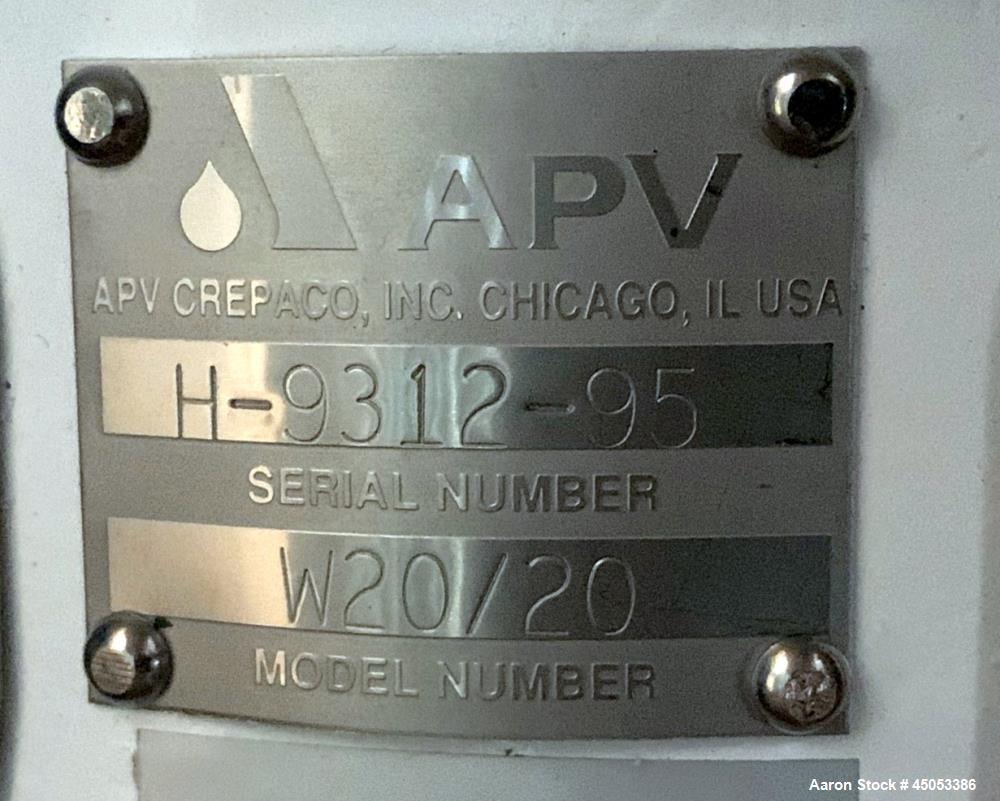 APV
APV CREPACO, INC. CHICAGO, IL USA
H-9312-95
SERIAL NUMBER
W20/20
MODEL NUMBER
Aaron Stock # 45053386